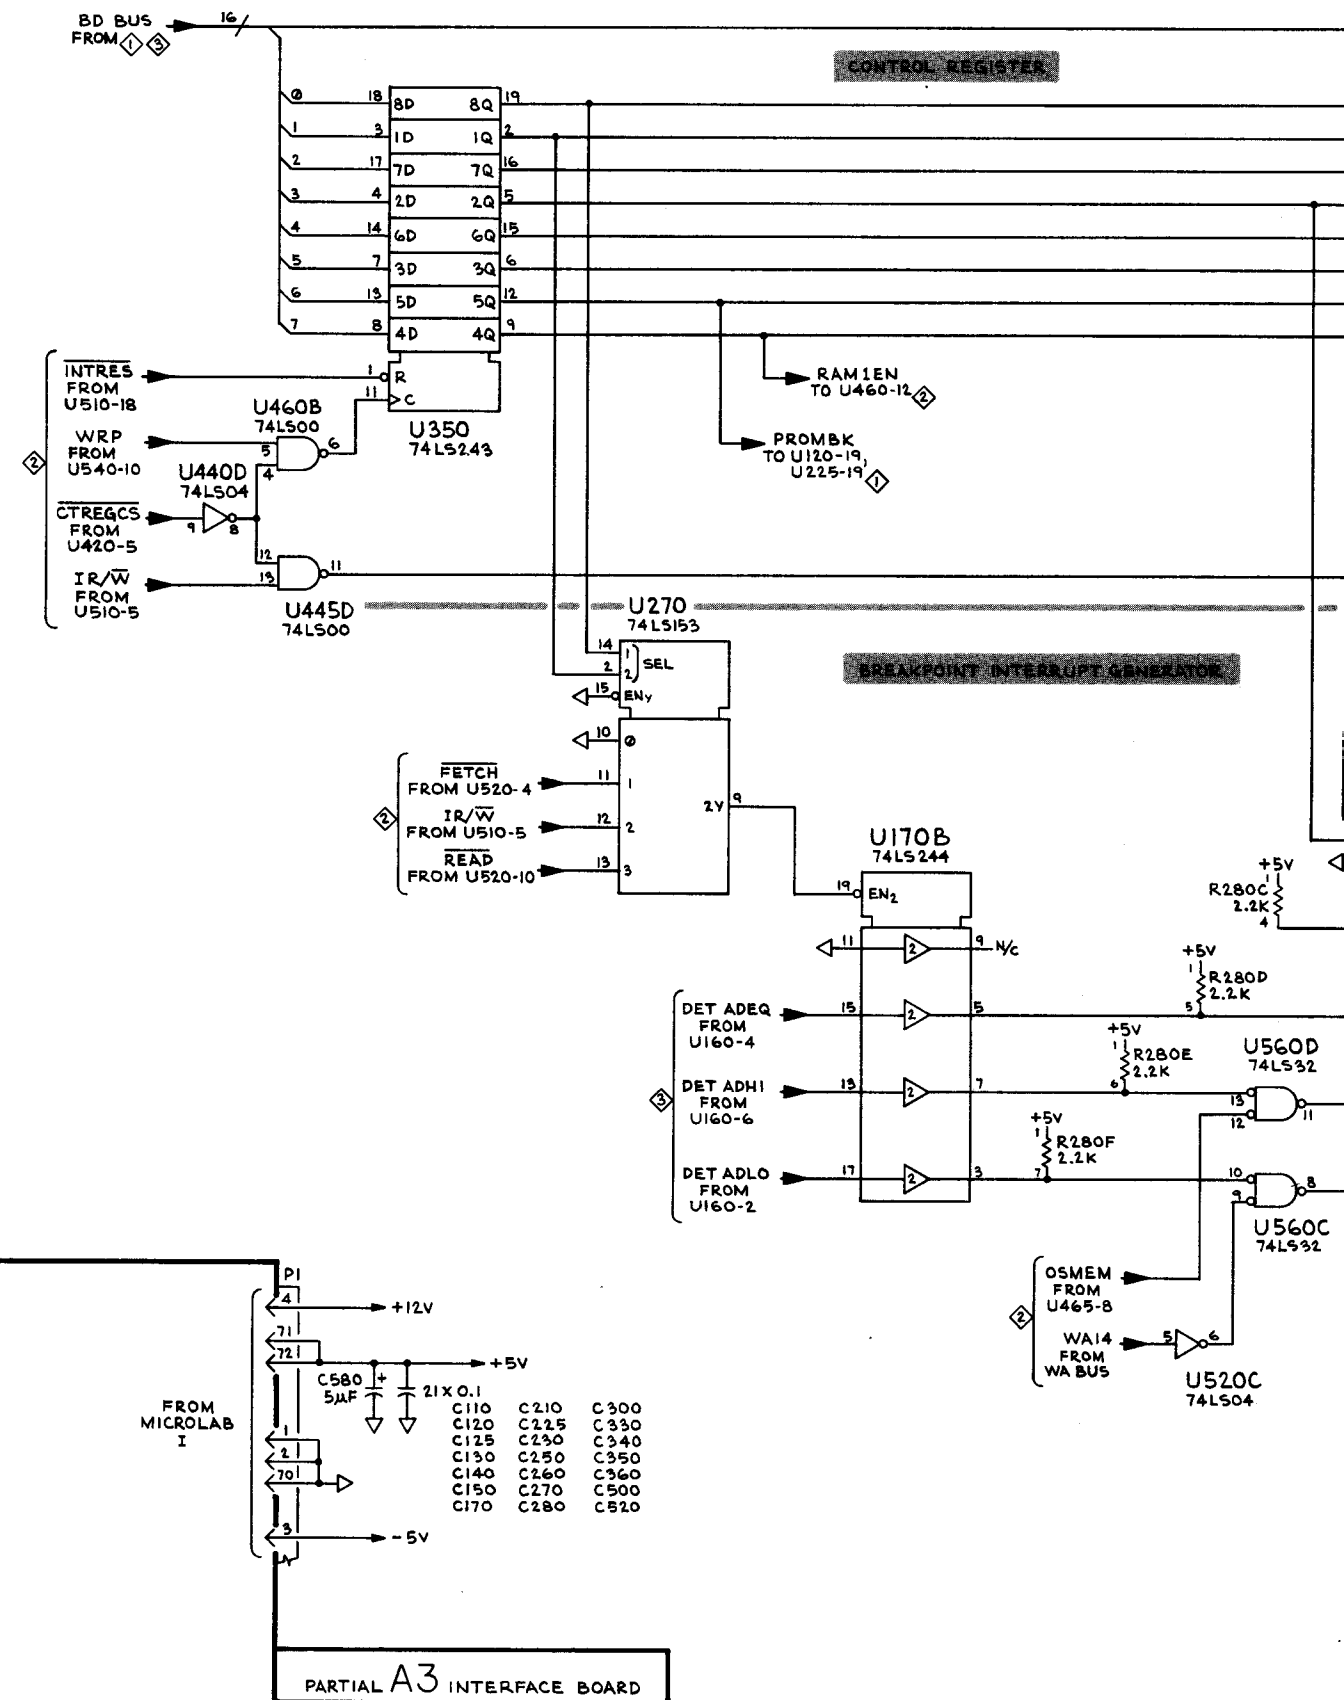 BD BUS
FROM 1 3
16
CONTROL REGISTER
0 18 8D 8Q 19
1 3 1D 1Q 2
2 17 7D 7Q 16
3 4 2D 2Q 5
4 14 6D 6Q 15
5 7 3D 3Q 6
6 13 5D 5Q 12
7 8 4D 4Q 9
INTRES
FROM
U510-18
1 R
11 C
U350
74LS243
RAM1EN
TO U460-12 2
PROMBK
TO U120-19,
U225-19 1
2
WRP
FROM
U540-10
U460B
74LS00
5
4
6
U440D
74LS04
CTREGCS
FROM
U420-5
9
8
IR/W
FROM
U510-5
12
13
11
U445D
74LS00
U270
74LS153
BREAKPOINT INTERRUPT GENERATOR
14 1
2 2
SEL
15 ENY
10 0
2
FETCH
FROM U520-4
11 1
IR/W
FROM U510-5
12 2
READ
FROM U520-10
13 3
2Y 9
U170B
74LS244
19 EN2
11 2 9 N/C
3
DET ADEQ
FROM
U160-4
15 2 5
DET ADHI
FROM
U160-6
13 2 7
DET ADLO
FROM
U160-2
17 2 3
+5V
R280C
2.2K
1
4
+5V
R280D
2.2K
1
5
+5V
R280E
2.2K
1
6
+5V
R280F
2.2K
1
7
U560D
74LS32
13
12
11
10
9
8
U560C
74LS32
2
OSMEM
FROM
U465-8
WA14
FROM
WA BUS
5
6
U520C
74LS04
P1
FROM
MICROLAB
I
4 +12V
71
72
+5V
C580
5µF
+
21 X 0.1
C110 C210 C300
C120 C225 C330
C125 C230 C340
C130 C250 C350
C140 C260 C360
C150 C270 C500
C170 C280 C520
1
2
70
3 -5V
PARTIAL A3 INTERFACE BOARD